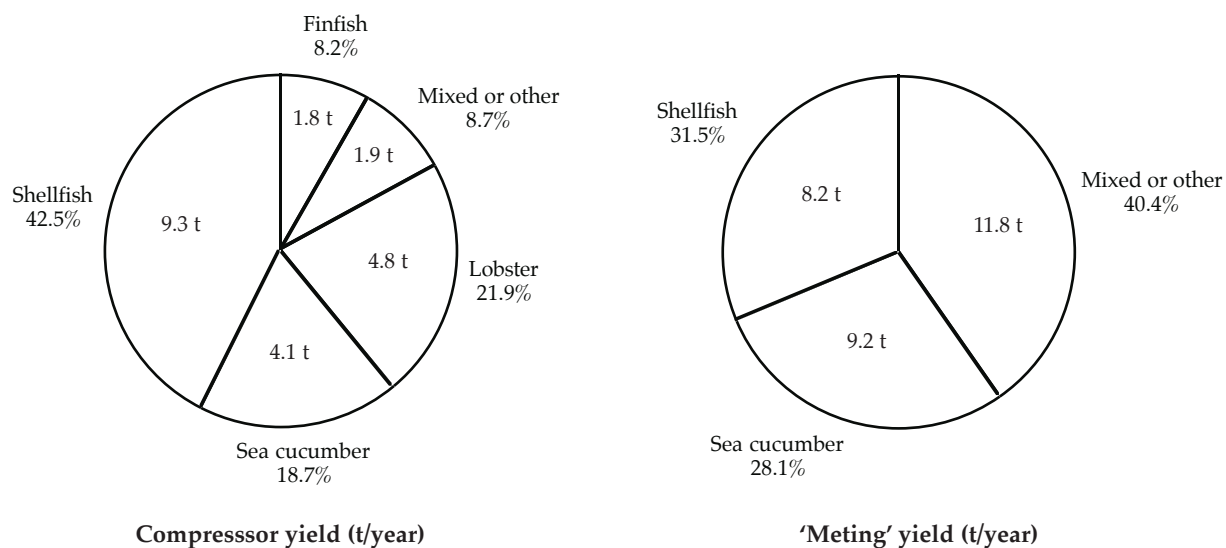 Finfish
8.2%
Mixed or other
8.7%
1.8 t
1.9 t
Shellfish
42.5%
9.3 t
4.8 t
Lobster
21.9%
4.1 t
Sea cucumber
18.7%
Compresssor yield (t/year)
Shellfish
31.5%
Mixed or other
40.4%
8.2 t
11.8 t
9.2 t
Sea cucumber
28.1%
‘Meting’ yield (t/year)